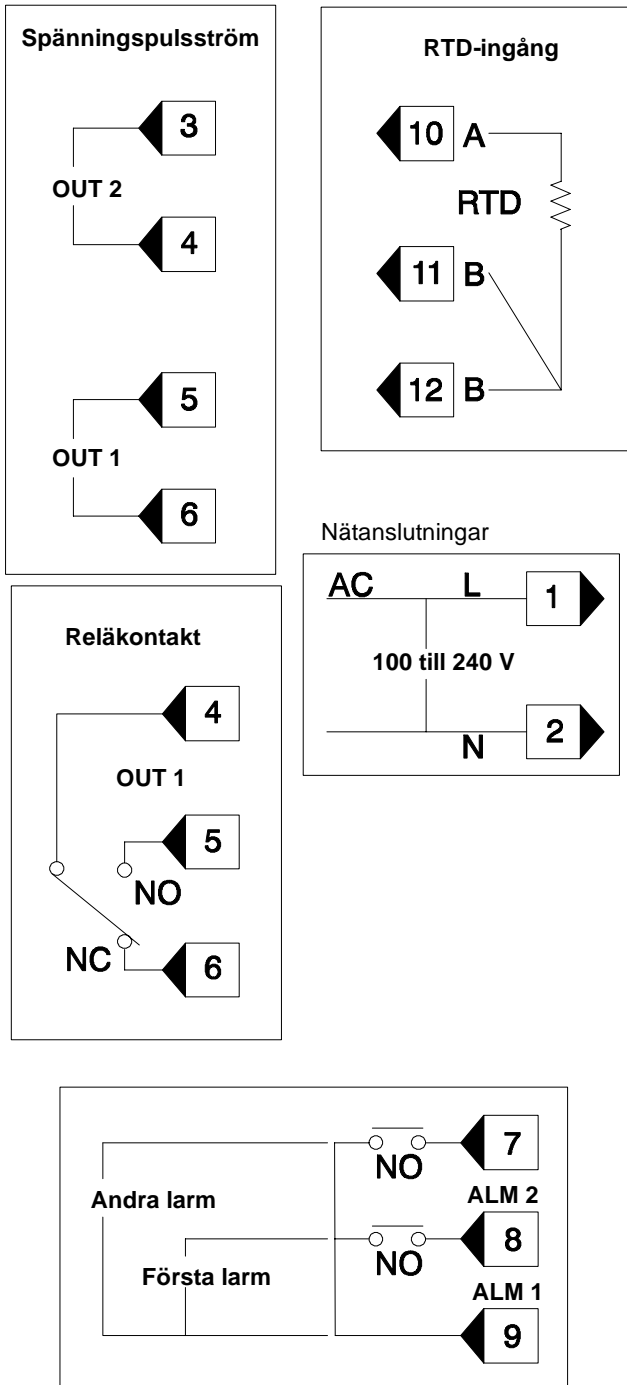 Spänningspulsström
3
OUT 2
4
5
OUT 1
6
RTD-ingång
10 A
RTD
11 B
12 B
Nätanslutningar
AC L 1
100 till 240 V
N 2
Reläkontakt
4
OUT 1
5
NO
NC 6
7
NO
Andra larm ALM 2
8
NO
Första larm
ALM 1
9